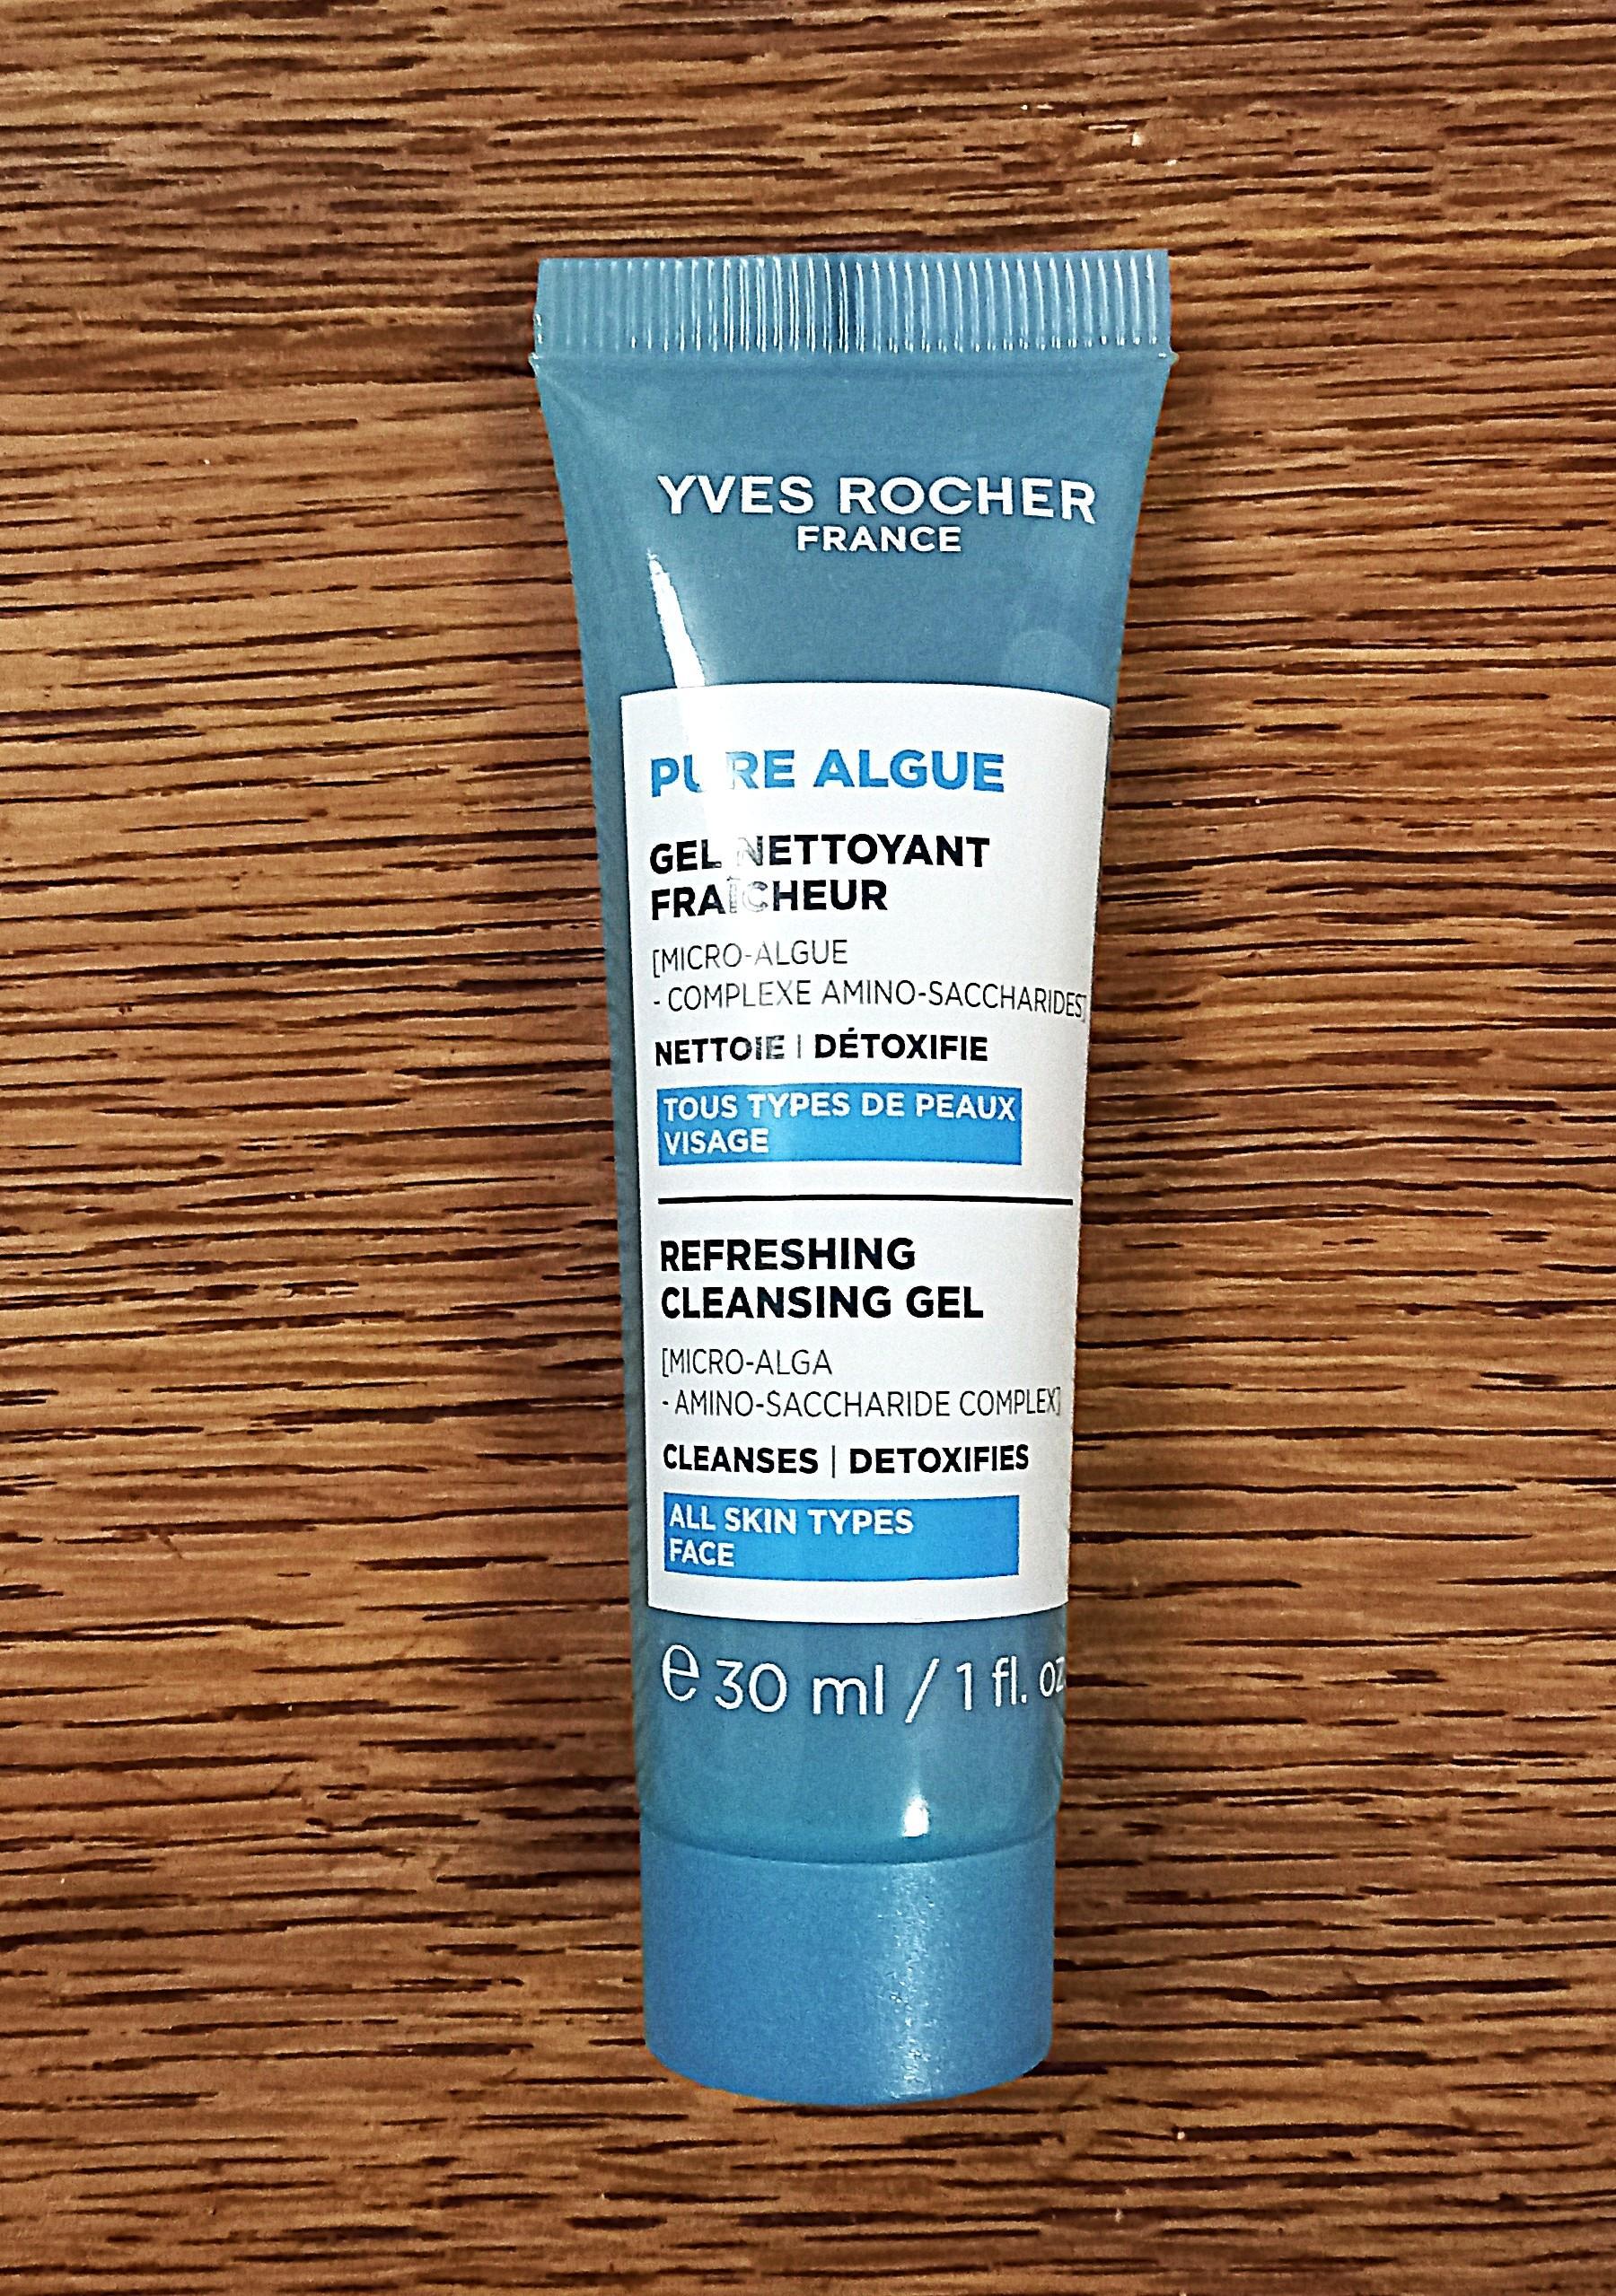 YVES ROCHER
FRANCE
PURE ALGUE
GEL NETTOYANT
FRAÎCHEUR
[MICRO-ALGUE
- COMPLEXE AMINO-SACCHARIDES]
NETTOIE | DÉTOXIFIE
TOUS TYPES DE PEAUX
VISAGE
REFRESHING
CLEANSING GEL
[MICRO-ALGA
- AMINO-SACCHARIDE COMPLEX]
CLEANSES | DETOXIFIES
ALL SKIN TYPES
FACE
℮ 30 ml / 1 fl. oz